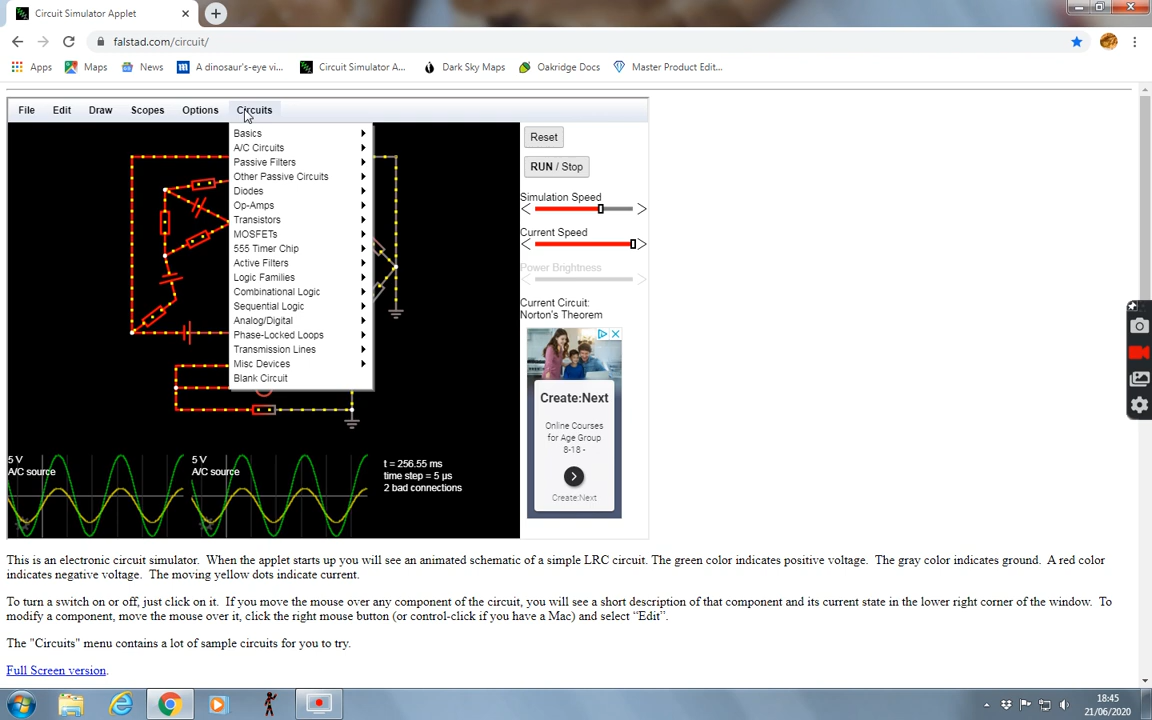 Circuit Simulator Applet
falstad.com/circuit/
Apps Maps News A dinosaur's-eye vi... Circuit Simulator A... Dark Sky Maps Oakridge Docs Master Product Edit...
File Edit Draw Scopes Options Circuits
Basics
A/C Circuits
Passive Filters
Other Passive Circuits
Diodes
Op-Amps
Transistors
MOSFETs
555 Timer Chip
Active Filters
Logic Families
Combinational Logic
Sequential Logic
Analog/Digital
Phase-Locked Loops
Transmission Lines
Misc Devices
Blank Circuit
Reset
RUN / Stop
Simulation Speed
Current Speed
Power Brightness
Current Circuit:
Norton's Theorem
Create:Next
Online Courses
for Age Group
8-18 -
Create:Next
5 V
A/C source
5 V
A/C source
t = 256.55 ms
time step = 5 µs
2 bad connections
This is an electronic circuit simulator. When the applet starts up you will see an animated schematic of a simple LRC circuit. The green color indicates positive voltage. The gray color indicates ground. A red color
indicates negative voltage. The moving yellow dots indicate current.
To turn a switch on or off, just click on it. If you move the mouse over any component of the circuit, you will see a short description of that component and its current state in the lower right corner of the window. To
modify a component, move the mouse over it, click the right mouse button (or control-click if you have a Mac) and select “Edit”.
The "Circuits" menu contains a lot of sample circuits for you to try.
Full Screen version.
18:45
21/06/2020